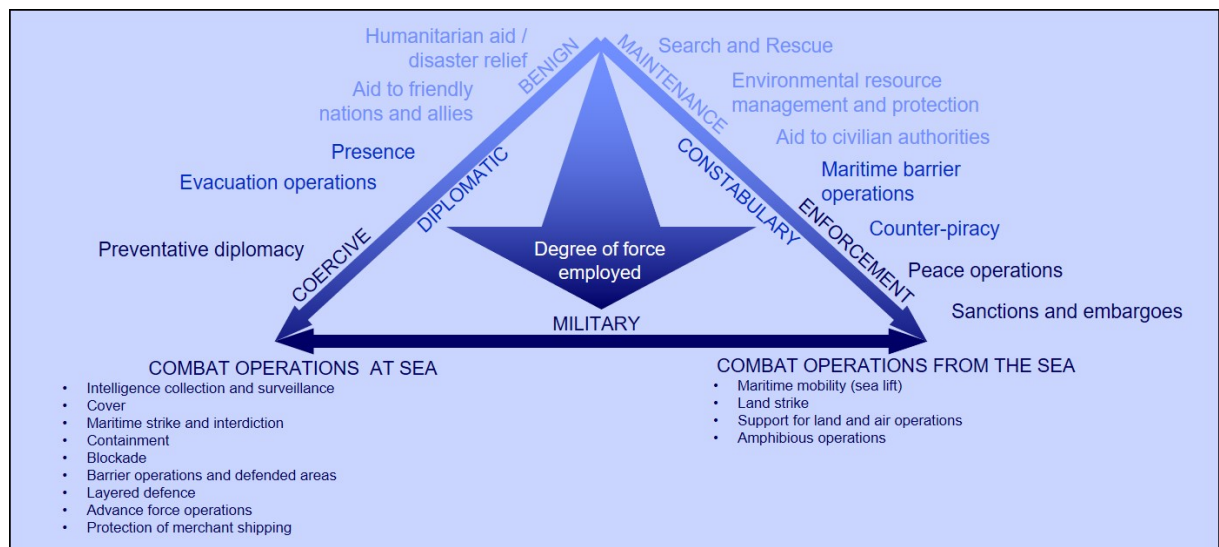 Humanitarian aid /
disaster relief
Aid to friendly
nations and allies
Presence
Evacuation operations
Preventative diplomacy
BENIGN
DIPLOMATIC
COERCIVE
MAINTENANCE
CONSTABULARY
ENFORCEMENT
Search and Rescue
Environmental resource
management and protection
Aid to civilian authorities
Maritime barrier
operations
Counter-piracy
Peace operations
Sanctions and embargoes
Degree of force
employed
MILITARY
COMBAT OPERATIONS AT SEA
• Intelligence collection and surveillance
• Cover
• Maritime strike and interdiction
• Containment
• Blockade
• Barrier operations and defended areas
• Layered defence
• Advance force operations
• Protection of merchant shipping
COMBAT OPERATIONS FROM THE SEA
• Maritime mobility (sea lift)
• Land strike
• Support for land and air operations
• Amphibious operations